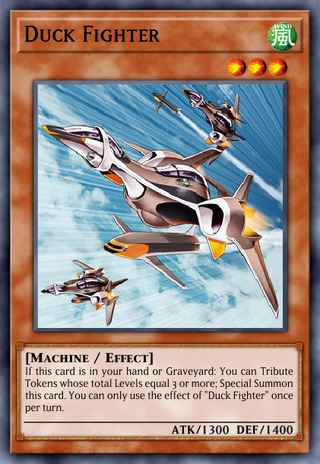 Duck Fighter
WIND
風
[Machine / Effect]
If this card is in your hand or Graveyard: You can Tribute
Tokens whose total Levels equal 3 or more; Special Summon
this card. You can only use the effect of "Duck Fighter" once
per turn.
ATK/1300 DEF/1400